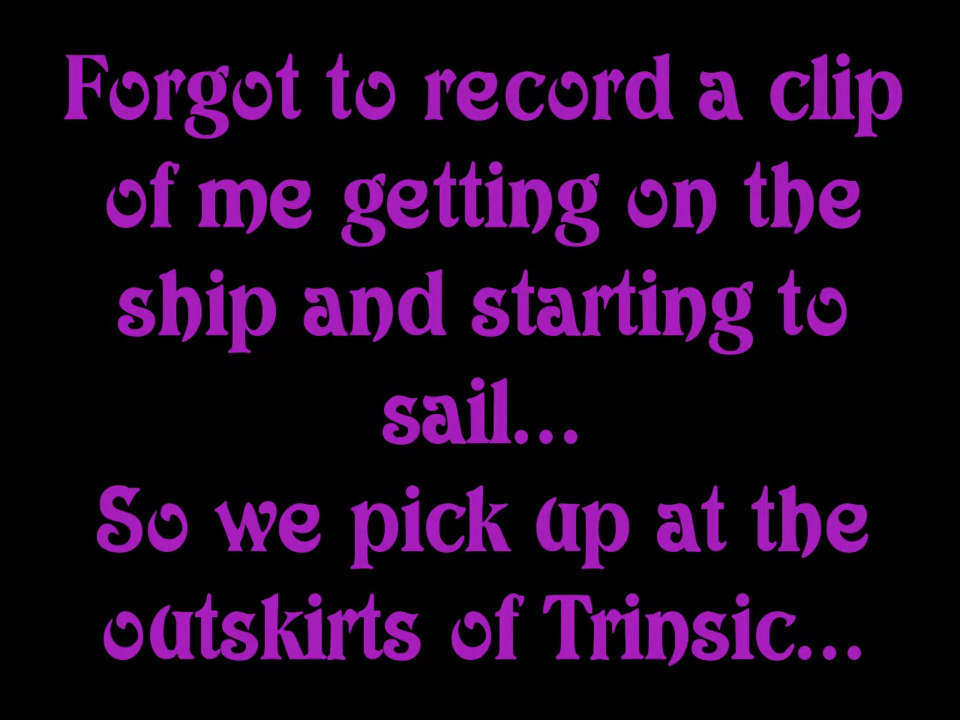 Forgot to record a clip
of me getting on the
ship and starting to
sail...
So we pick up at the
outskirts of Trinsic...